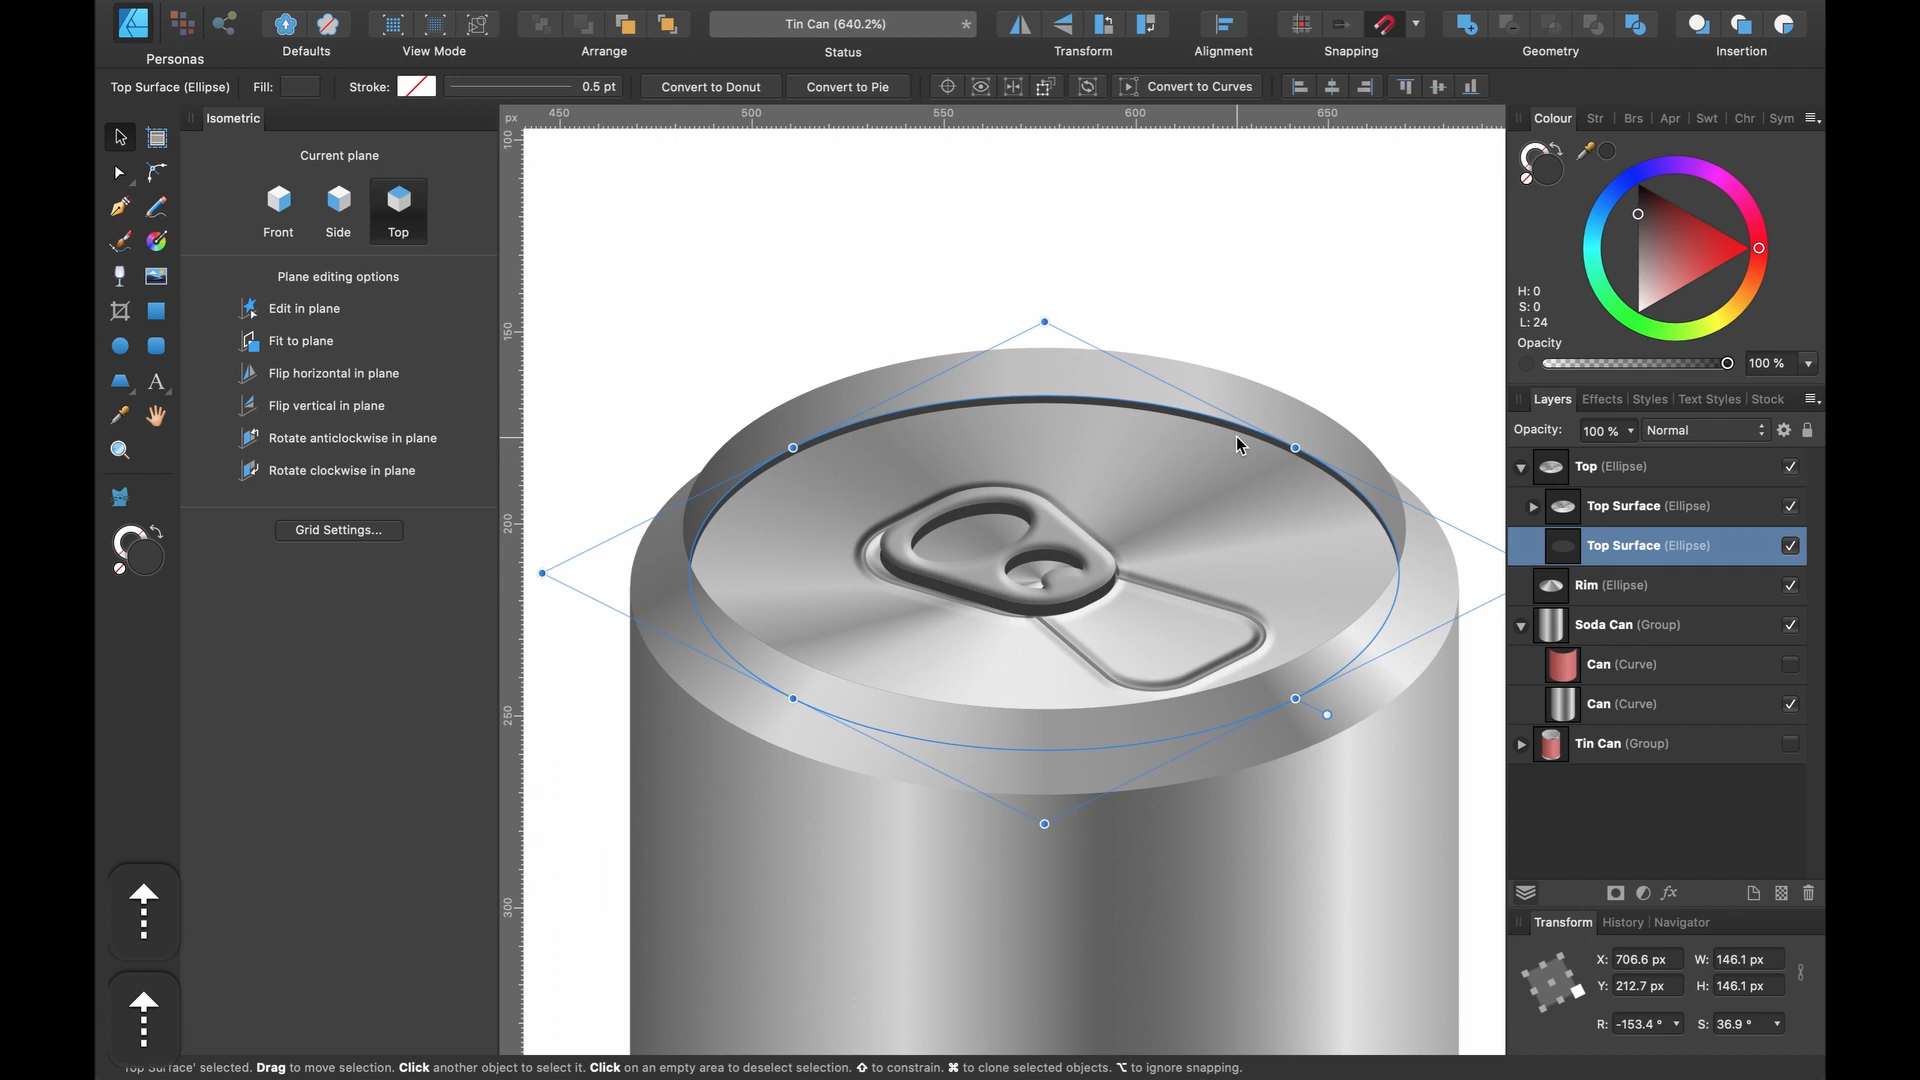 Tin Can (640.2%)
*
Personas
Defaults
View Mode
Arrange
Status
Transform
Alignment
Snapping
Geometry
Insertion
Top Surface (Ellipse)
Fill:
Stroke:
0.5 pt
Convert to Donut
Convert to Pie
Convert to Curves
Isometric
Current plane
Front
Side
Top
Plane editing options
Edit in plane
Fit to plane
Flip horizontal in plane
Flip vertical in plane
Rotate anticlockwise in plane
Rotate clockwise in plane
Grid Settings...
px
450
500
550
600
650
100
150
200
250
300
Colour
Str
Brs
Apr
Swt
Chr
Sym
H: 0
S: 0
L: 24
Opacity
100 %
Layers
Effects
Styles
Text Styles
Stock
Opacity:
100 %
Normal
Top (Ellipse)
Top Surface (Ellipse)
Top Surface (Ellipse)
Rim (Ellipse)
Soda Can (Group)
Can (Curve)
Can (Curve)
Tin Can (Group)
Transform
History
Navigator
X: 706.6 px
W: 146.1 px
Y: 212.7 px
H: 146.1 px
R: -153.4 °
S: 36.9 °
'Top Surface' selected. Drag to move selection. Click another object to select it. Click on an empty area to deselect selection. ⇧ to constrain. ⌘ to clone selected objects. ⌥ to ignore snapping.